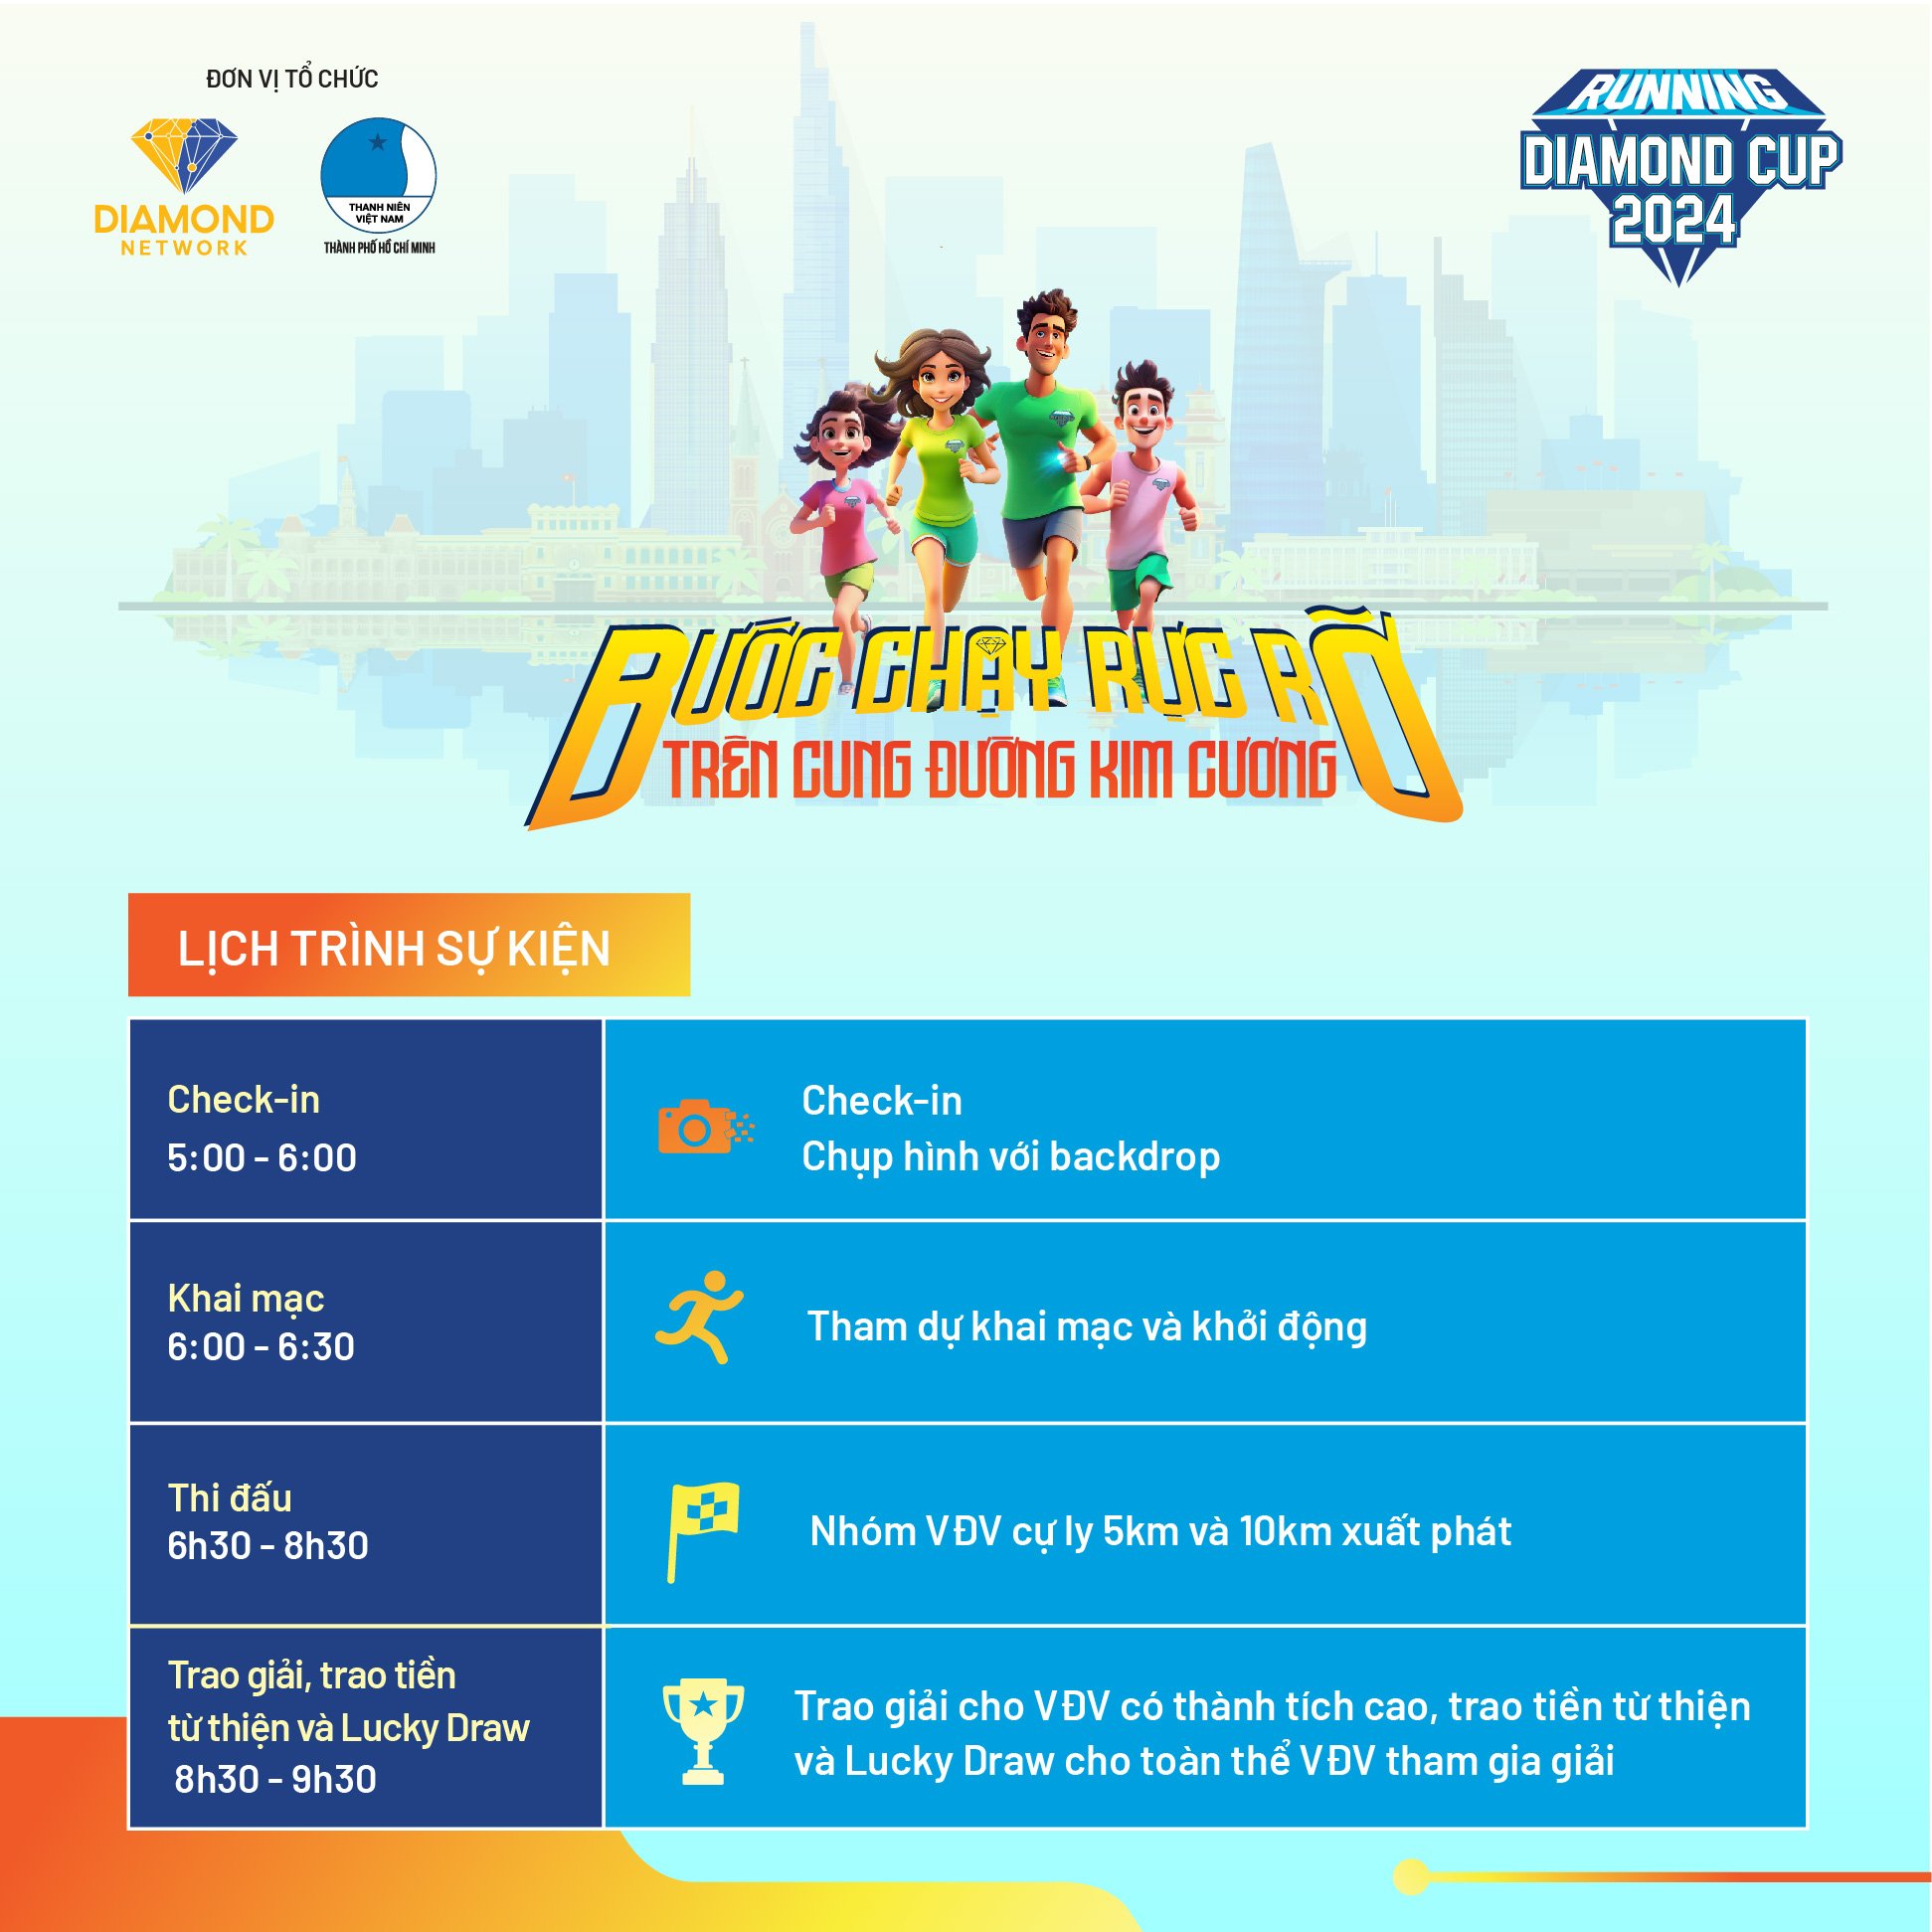 ĐƠN VỊ TỔ CHỨC
DIAMOND
NETWORK
THANH NIÊN
VIỆT NAM
THÀNH PHỐ HỒ CHÍ MINH
RUNNING
DIAMOND CUP
2024
BƯỚC CHẠY RỰC RỠ
TRÊN CUNG ĐƯỜNG KIM CƯƠNG
LỊCH TRÌNH SỰ KIỆN
Check-in
5:00 - 6:00
Check-in
Chụp hình với backdrop
Khai mạc
6:00 - 6:30
Tham dự khai mạc và khởi động
Thi đấu
6h30 - 8h30
Nhóm VĐV cự ly 5km và 10km xuất phát
Trao giải, trao tiền
từ thiện và Lucky Draw
8h30 - 9h30
Trao giải cho VĐV có thành tích cao, trao tiền từ thiện
và Lucky Draw cho toàn thể VĐV tham gia giải